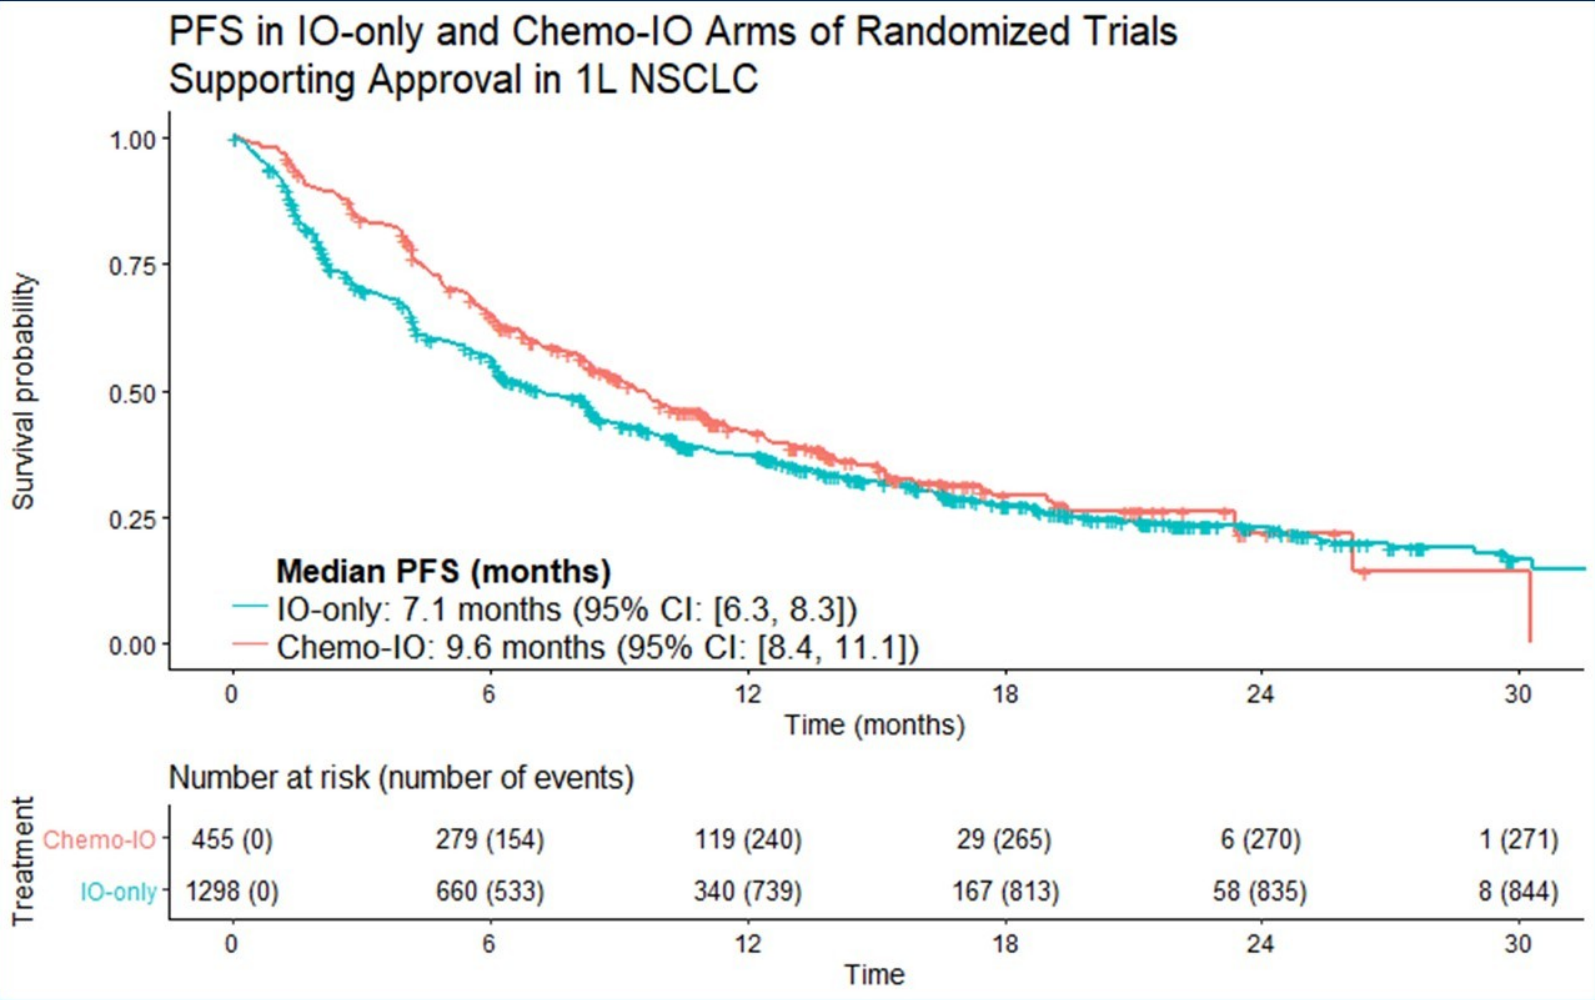 PFS in IO-only and Chemo-IO Arms of Randomized Trials
Supporting Approval in 1L NSCLC
Survival probability
1.00
0.75
0.50
0.25
0.00
Median PFS (months)
IO-only: 7.1 months (95% CI: [6.3, 8.3])
Chemo-IO: 9.6 months (95% CI: [8.4, 11.1])
0 6 12 18 24 30
Time (months)
Number at risk (number of events)
Treatment
Chemo-IO 455 (0) 279 (154) 119 (240) 29 (265) 6 (270) 1 (271)
IO-only 1298 (0) 660 (533) 340 (739) 167 (813) 58 (835) 8 (844)
0 6 12 18 24 30
Time